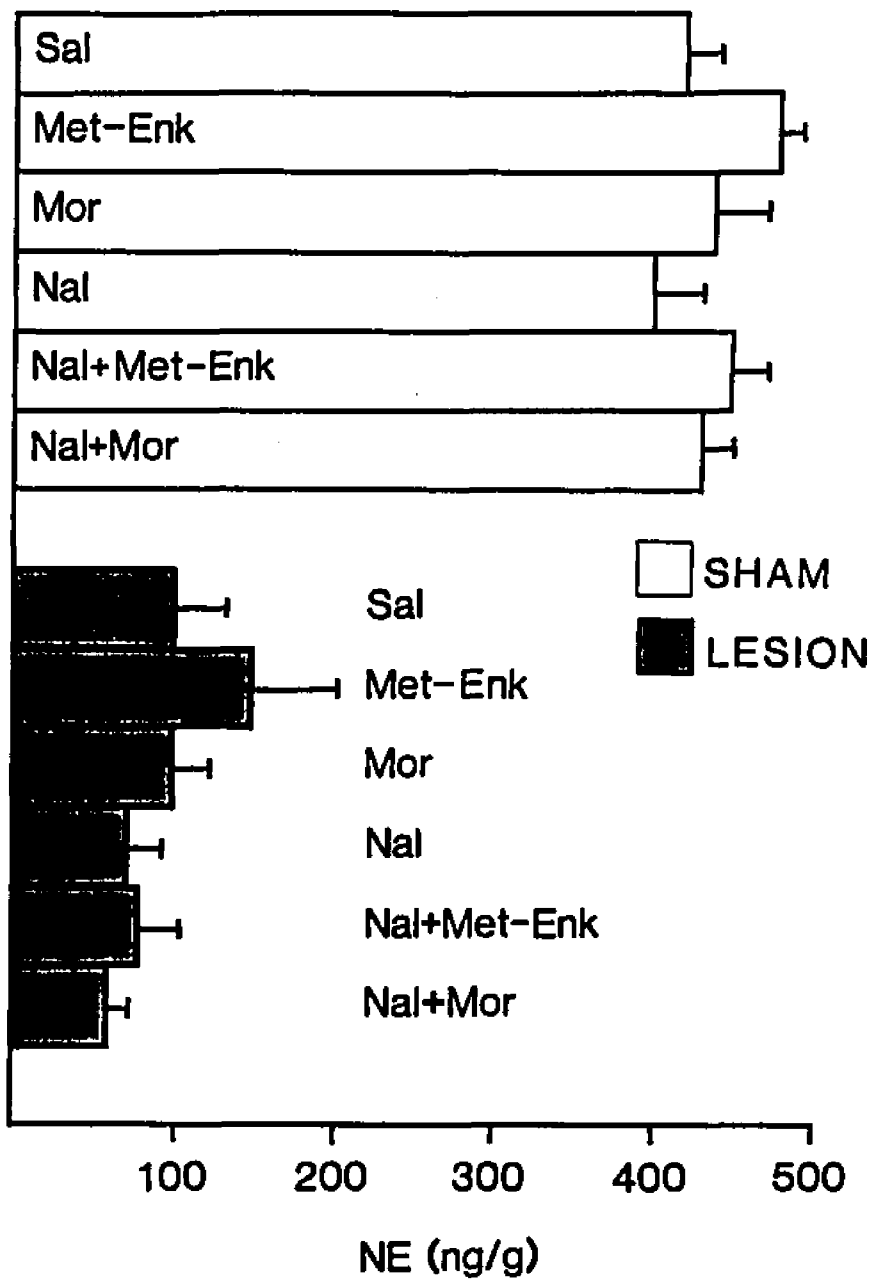 Sal
Met-Enk
Mor
Nal
Nal+Met-Enk
Nal+Mor
SHAM
LESION
Sal
Met-Enk
Mor
Nal
Nal+Met-Enk
Nal+Mor
100 200 300 400 500
NE (ng/g)